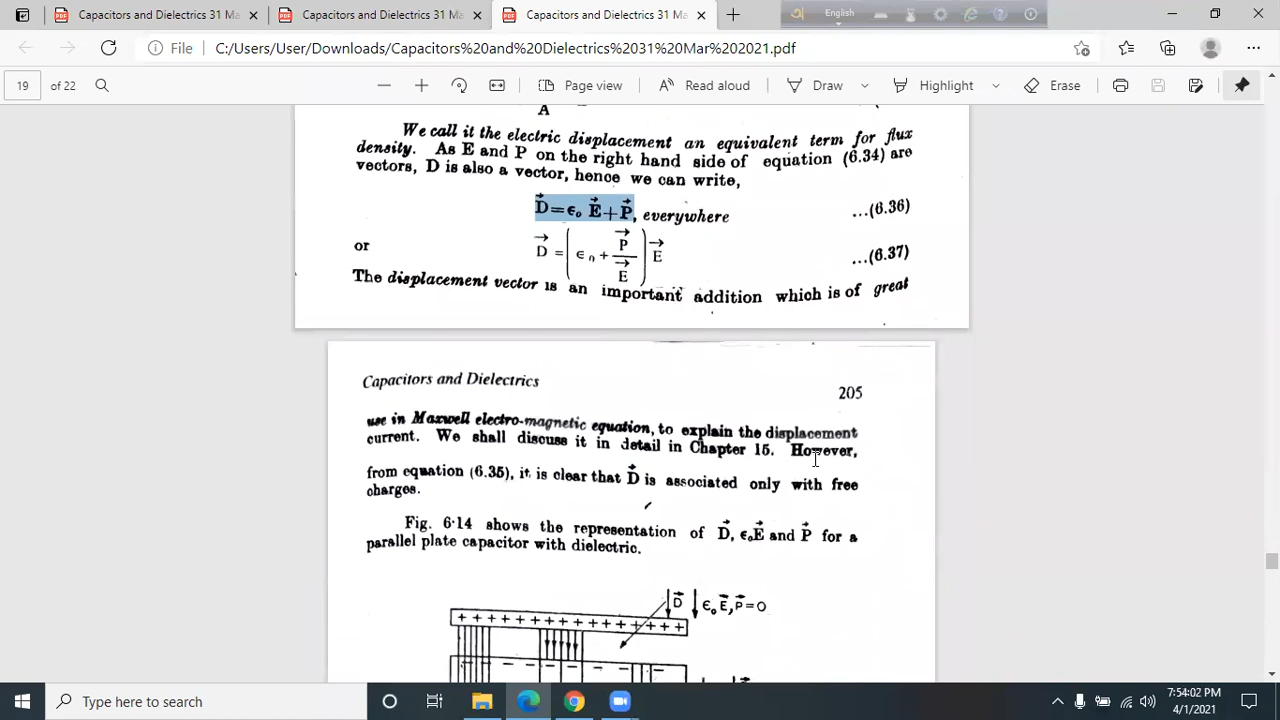 Capacitors and Dielectrics 31 Ma
Capacitors and Dielectrics 31 Ma
Capacitors and Dielectrics 31 Ma
English
File
C:/Users/User/Downloads/Capacitors%20and%20Dielectrics%2031%20Mar%202021.pdf
19 of 22
Page view
Read aloud
Draw
Highlight
Erase
A
We call it the electric displacement an equivalent term for flux
density. As E and P on the right hand side of equation (6.34) are
vectors, D is also a vector, hence we can write,
D⃗=ϵ₀ E⃗+P⃗, everywhere ...(6.36)
or D⃗ = (ϵ₀ + P⃗/E⃗) E⃗ ...(6.37)
The displacement vector is an important addition which is of great
Capacitors and Dielectrics 205
use in Maxwell electro-magnetic equation, to explain the displacement
current. We shall discuss it in detail in Chapter 15. However,
from equation (6.35), it is clear that D⃗ is associated only with free
charges.
Fig. 6·14 shows the representation of D⃗, ϵ₀E⃗ and P⃗ for a
parallel plate capacitor with dielectric.
D⃗ ϵ₀ E⃗, P⃗=0
+ + + + + + + + + + + + + + + +
Type here to search
7:54:02 PM
4/1/2021